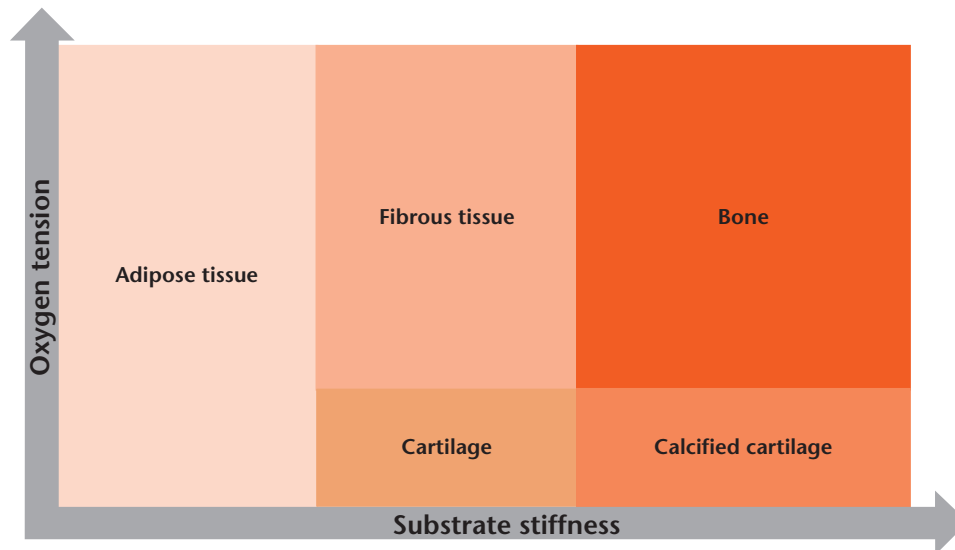 Oxygen tension
Adipose tissue
Fibrous tissue
Bone
Cartilage
Calcified cartilage
Substrate stiffness